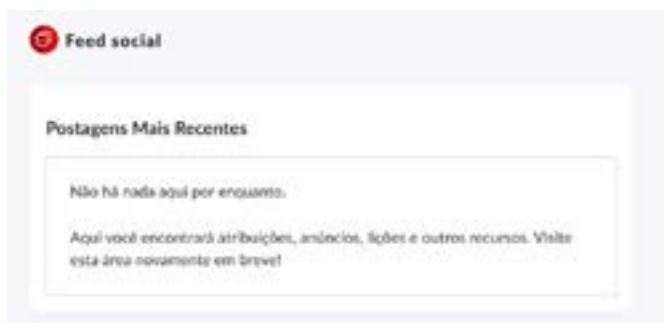 Feed social
Postagens Mais Recentes
Não há nada aqui por enquanto.
Aqui você encontrará atribuições, anúncios, lições e outros recursos. Visite
esta área novamente em breve!